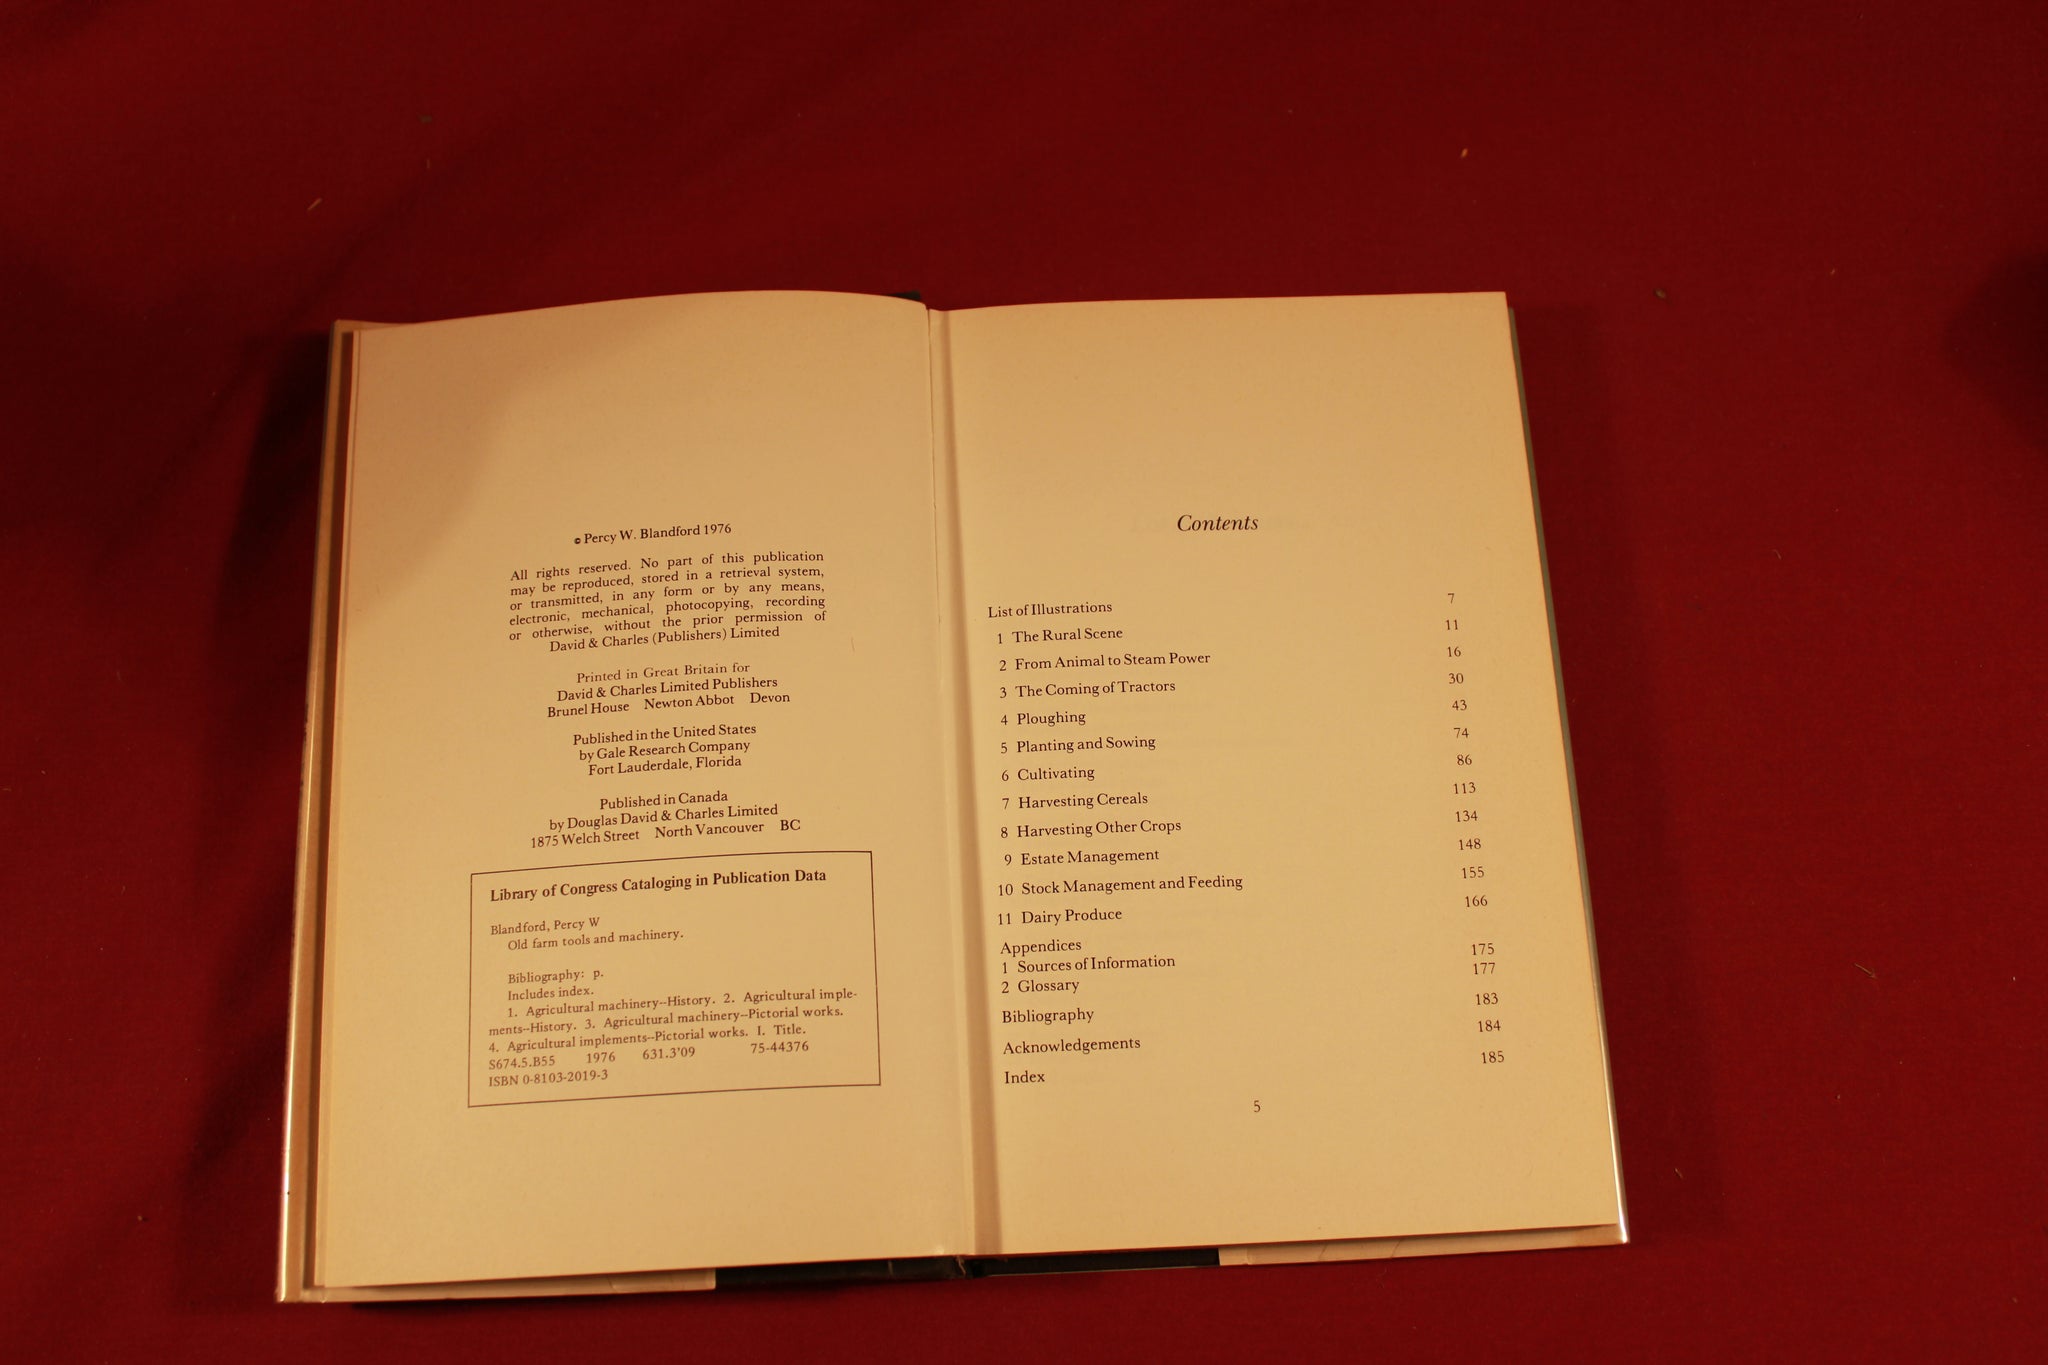 © Percy W. Blandford 1976
All rights reserved. No part of this publication
may be reproduced, stored in a retrieval system,
or transmitted, in any form or by any means,
electronic, mechanical, photocopying, recording
or otherwise, without the prior permission of
David & Charles (Publishers) Limited
Printed in Great Britain for
David & Charles Limited Publishers
Brunel House Newton Abbot Devon
Published in the United States
by Gale Research Company
Fort Lauderdale, Florida
Published in Canada
by Douglas David & Charles Limited
1875 Welch Street North Vancouver BC
Library of Congress Cataloging in Publication Data
Blandford, Percy W
Old farm tools and machinery.
Bibliography: p.
Includes index.
1. Agricultural machinery--History. 2. Agricultural imple-
ments--History. 3. Agricultural machinery--Pictorial works.
4. Agricultural implements--Pictorial works. I. Title.
S674.5.B55 1976 631.3'09 75-44376
ISBN 0-8103-2019-3
Contents
List of Illustrations 7
1 The Rural Scene 11
2 From Animal to Steam Power 16
3 The Coming of Tractors 30
4 Ploughing 43
5 Planting and Sowing 74
6 Cultivating 86
7 Harvesting Cereals 113
8 Harvesting Other Crops 134
9 Estate Management 148
10 Stock Management and Feeding 155
11 Dairy Produce 166
Appendices
1 Sources of Information 175
2 Glossary 177
Bibliography 183
Acknowledgements 184
Index 185
5